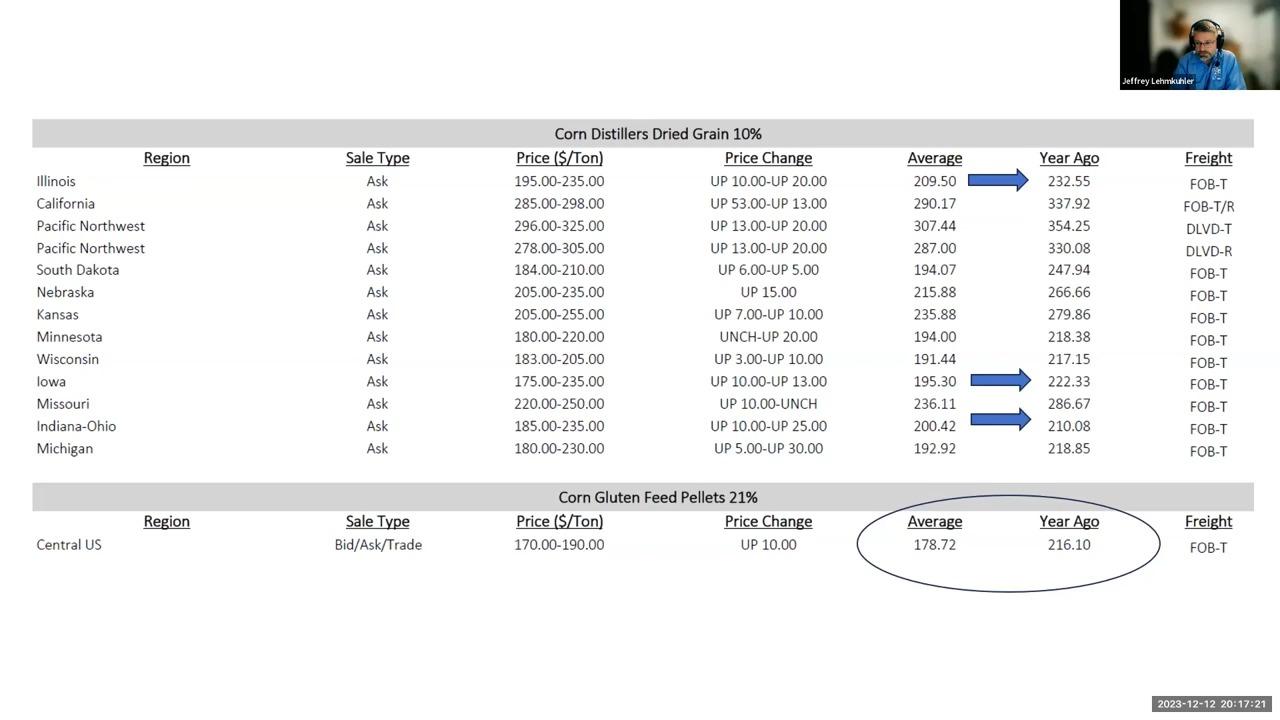 Jeffrey Lehmkuhler
Corn Distillers Dried Grain 10%
Region Sale Type Price ($/Ton) Price Change Average Year Ago Freight
Illinois Ask 195.00-235.00 UP 10.00-UP 20.00 209.50 232.55 FOB-T
California Ask 285.00-298.00 UP 53.00-UP 13.00 290.17 337.92 FOB-T/R
Pacific Northwest Ask 296.00-325.00 UP 13.00-UP 20.00 307.44 354.25 DLVD-T
Pacific Northwest Ask 278.00-305.00 UP 13.00-UP 20.00 287.00 330.08 DLVD-R
South Dakota Ask 184.00-210.00 UP 6.00-UP 5.00 194.07 247.94 FOB-T
Nebraska Ask 205.00-235.00 UP 15.00 215.88 266.66 FOB-T
Kansas Ask 205.00-255.00 UP 7.00-UP 10.00 235.88 279.86 FOB-T
Minnesota Ask 180.00-220.00 UNCH-UP 20.00 194.00 218.38 FOB-T
Wisconsin Ask 183.00-205.00 UP 3.00-UP 10.00 191.44 217.15 FOB-T
Iowa Ask 175.00-235.00 UP 10.00-UP 13.00 195.30 222.33 FOB-T
Missouri Ask 220.00-250.00 UP 10.00-UNCH 236.11 286.67 FOB-T
Indiana-Ohio Ask 185.00-235.00 UP 10.00-UP 25.00 200.42 210.08 FOB-T
Michigan Ask 180.00-230.00 UP 5.00-UP 30.00 192.92 218.85 FOB-T
Corn Gluten Feed Pellets 21%
Region Sale Type Price ($/Ton) Price Change Average Year Ago Freight
Central US Bid/Ask/Trade 170.00-190.00 UP 10.00 178.72 216.10 FOB-T
2023-12-12 20:17:21